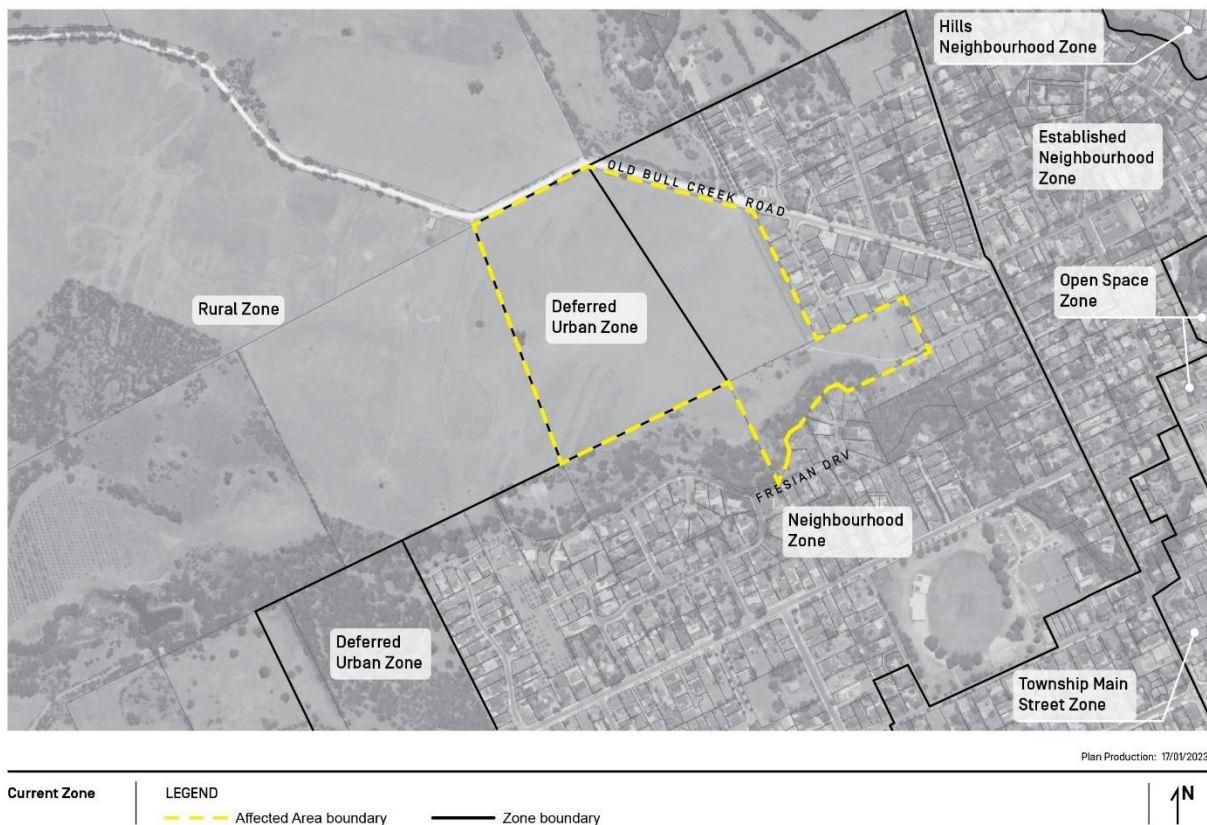 Hills
Neighbourhood Zone
Established
Neighbourhood
Zone
OLD BULL CREEK ROAD
Open Space
Zone
Rural Zone
Deferred
Urban Zone
FRESIAN DRV
Neighbourhood
Zone
Deferred
Urban Zone
Township Main
Street Zone
Plan Production: 17/01/2023
Current Zone
LEGEND
Affected Area boundary
Zone boundary
N